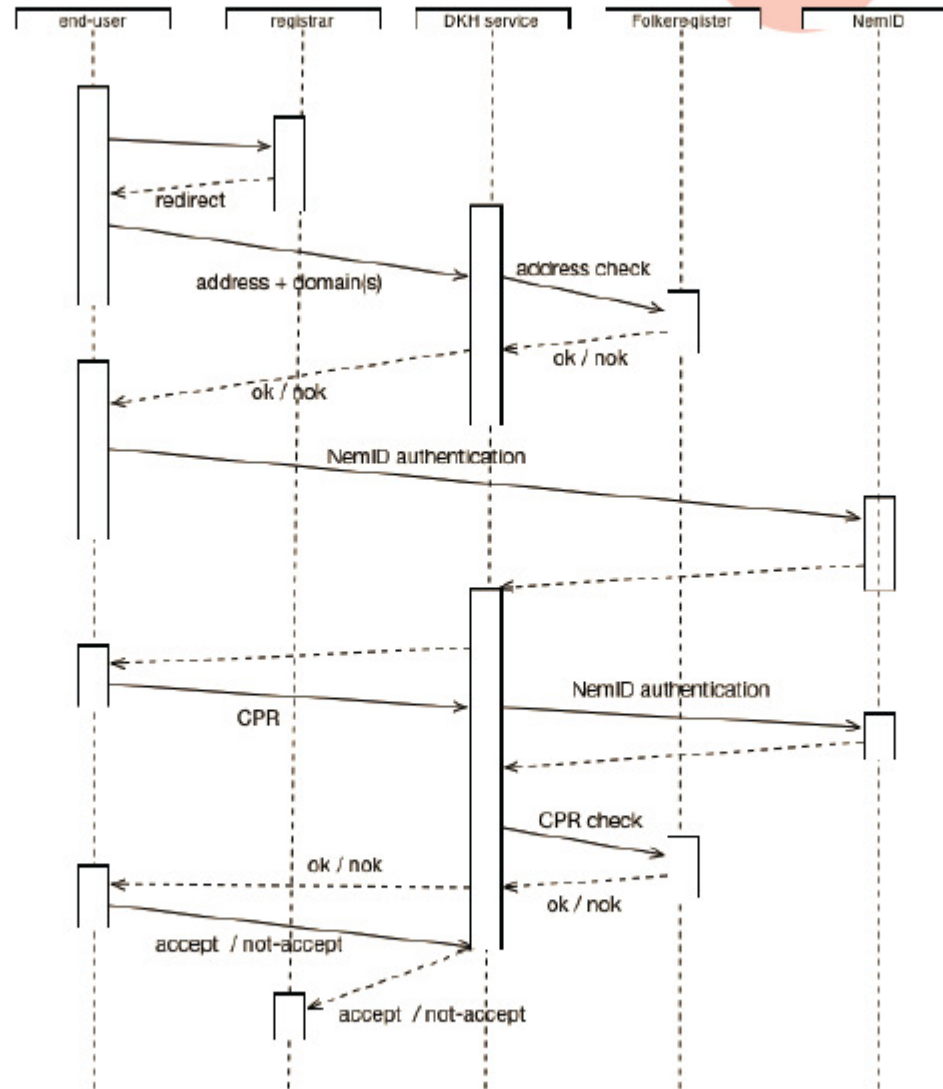 end-user
registrar
DKH service
Folkeregister
NemID
redirect
address + domain(s)
address check
ok / nok
ok / nok
NemID authentication
NemID authentication
CPR
CPR check
ok / nok
ok / nok
accept / not-accept
accept / not-accept